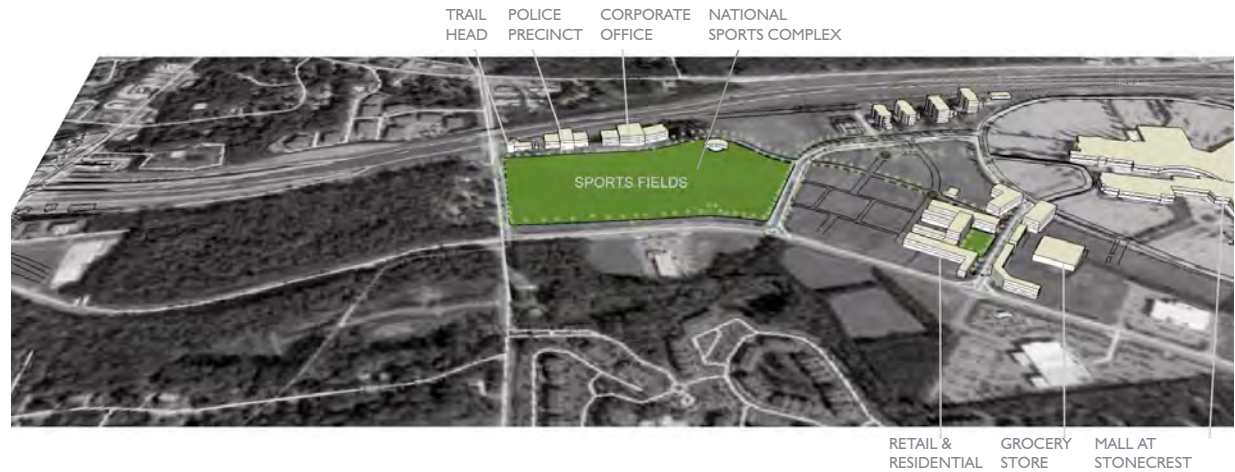 TRAIL
HEAD
POLICE
PRECINCT
CORPORATE
OFFICE
NATIONAL
SPORTS COMPLEX
SPORTS FIELDS
RETAIL &
RESIDENTIAL
GROCERY
STORE
MALL AT
STONECREST